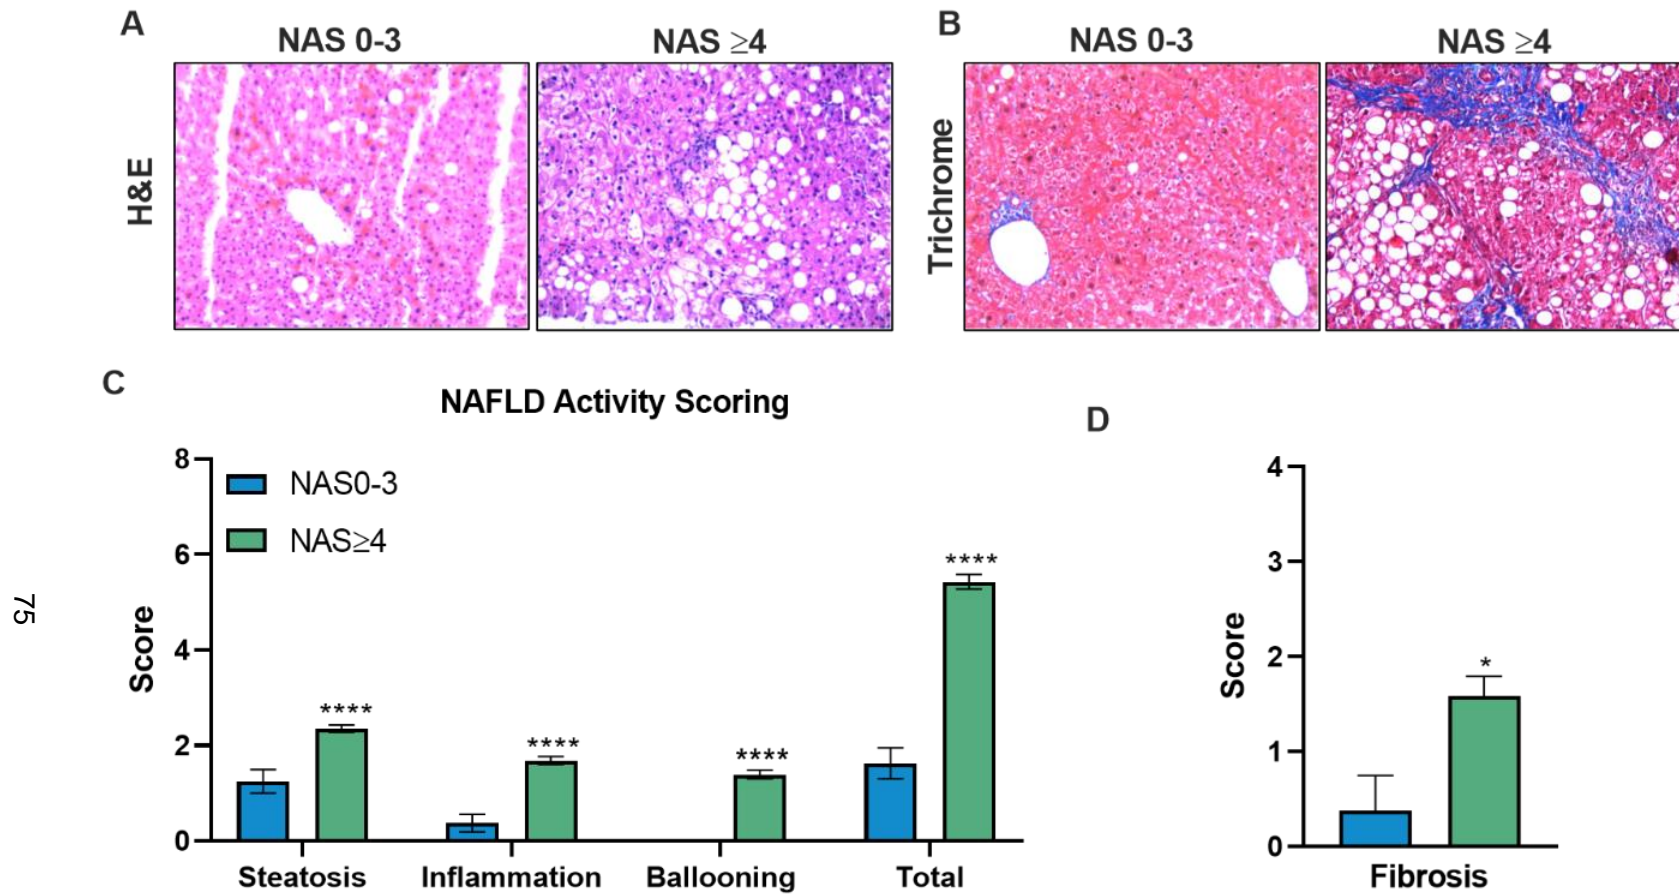 A
NAS 0-3
NAS ≥4
H&E
B
NAS 0-3
NAS ≥4
Trichrome
C
NAFLD Activity Scoring
8
6
4
2
0
Score
NAS0-3
NAS≥4
****
****
****
****
Steatosis
Inflammation
Ballooning
Total
D
4
3
2
1
0
Score
*
Fibrosis
75